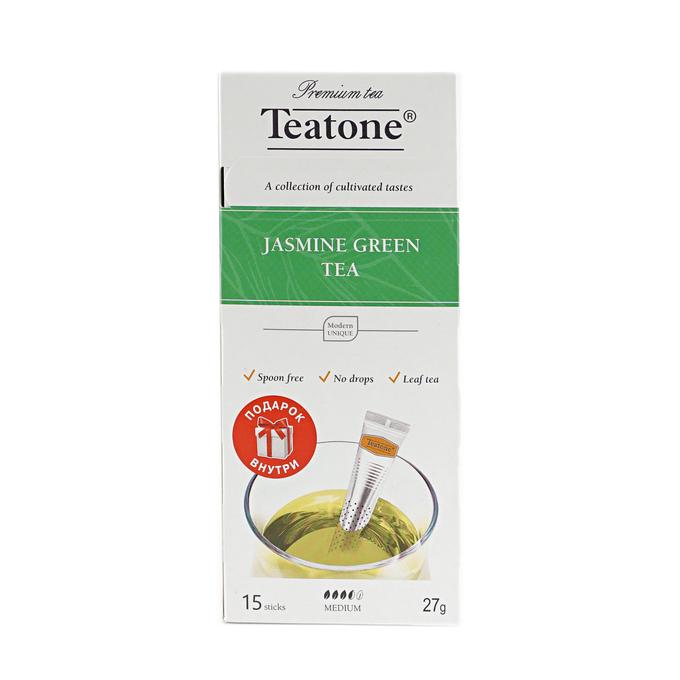 Premium tea
Teatone®
A collection of cultivated tastes
JASMINE GREEN
TEA
Modern
UNIQUE
Spoon free No drops Leaf tea
ПОДАРОК
ВНУТРИ
Teatone
15 sticks
MEDIUM
27g